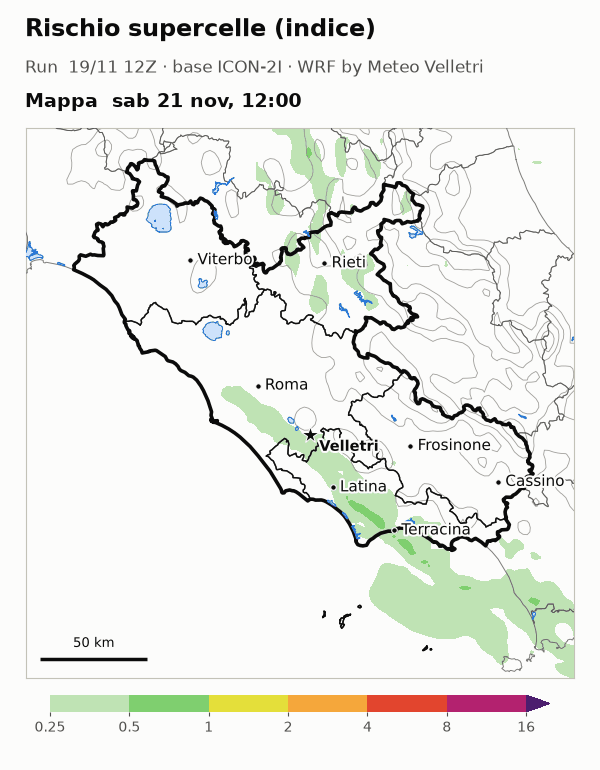 Rischio supercelle (indice)
Run 19/11 12Z · base ICON-2I · WRF by Meteo Velletri
Mappa sab 21 nov, 12:00
Viterbo
Rieti
Roma
Velletri
Frosinone
Cassino
Latina
Terracina
50 km
0.25 0.5 1 2 4 8 16